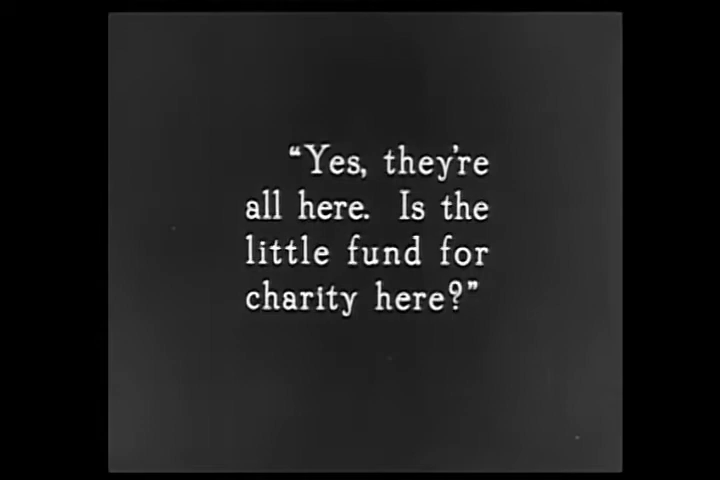 “Yes, they’re
all here. Is the
little fund for
charity here?”